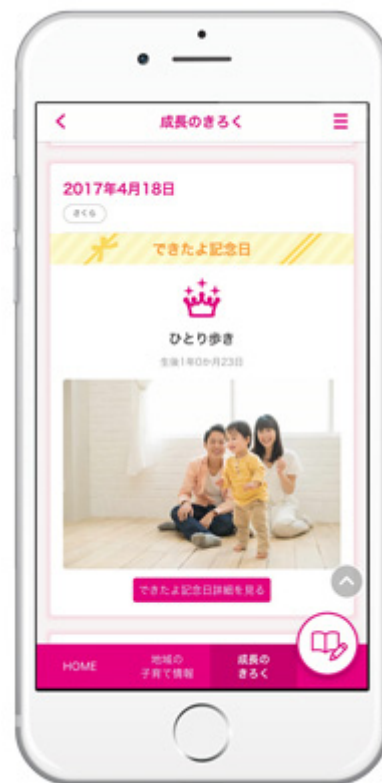 成長のきろく
2017年4月18日
さくら
できたよ記念日
ひとり歩き
生後1年0か月23日
できたよ記念日詳細を見る
HOME
地域の
子育て情報
成長の
きろく